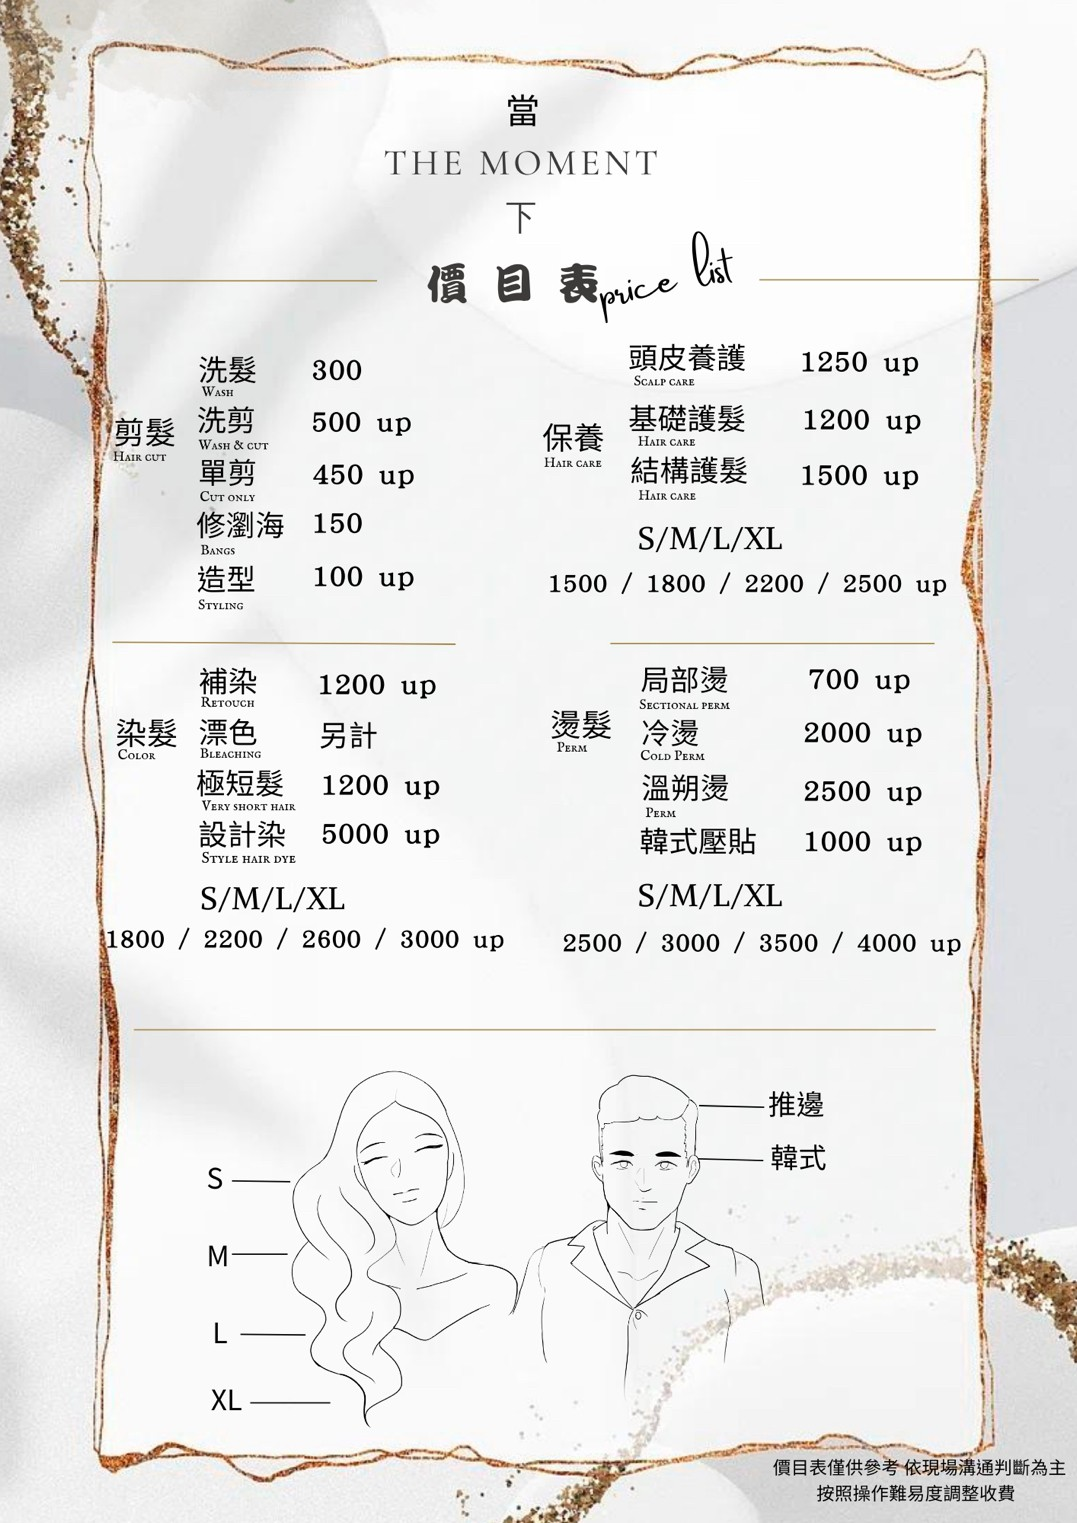 當
THE MOMENT
下
價目表 price list
剪髮
HAIR CUT
洗髮 300
WASH
洗剪 500 up
WASH & CUT
單剪 450 up
CUT ONLY
修瀏海 150
BANGS
造型 100 up
STYLING
保養
HAIR CARE
頭皮養護 1250 up
SCALP CARE
基礎護髮 1200 up
HAIR CARE
結構護髮 1500 up
HAIR CARE
S/M/L/XL
1500 / 1800 / 2200 / 2500 up
染髮
COLOR
補染 1200 up
RETOUCH
漂色 另計
BLEACHING
極短髮 1200 up
VERY SHORT HAIR
設計染 5000 up
STYLE HAIR DYE
S/M/L/XL
1800 / 2200 / 2600 / 3000 up
燙髮
PERM
局部燙 700 up
SECTIONAL PERM
冷燙 2000 up
COLD PERM
溫朔燙 2500 up
PERM
韓式壓貼 1000 up
S/M/L/XL
2500 / 3000 / 3500 / 4000 up
S
M
L
XL
推邊
韓式
價目表僅供參考 依現場溝通判斷為主
按照操作難易度調整收費